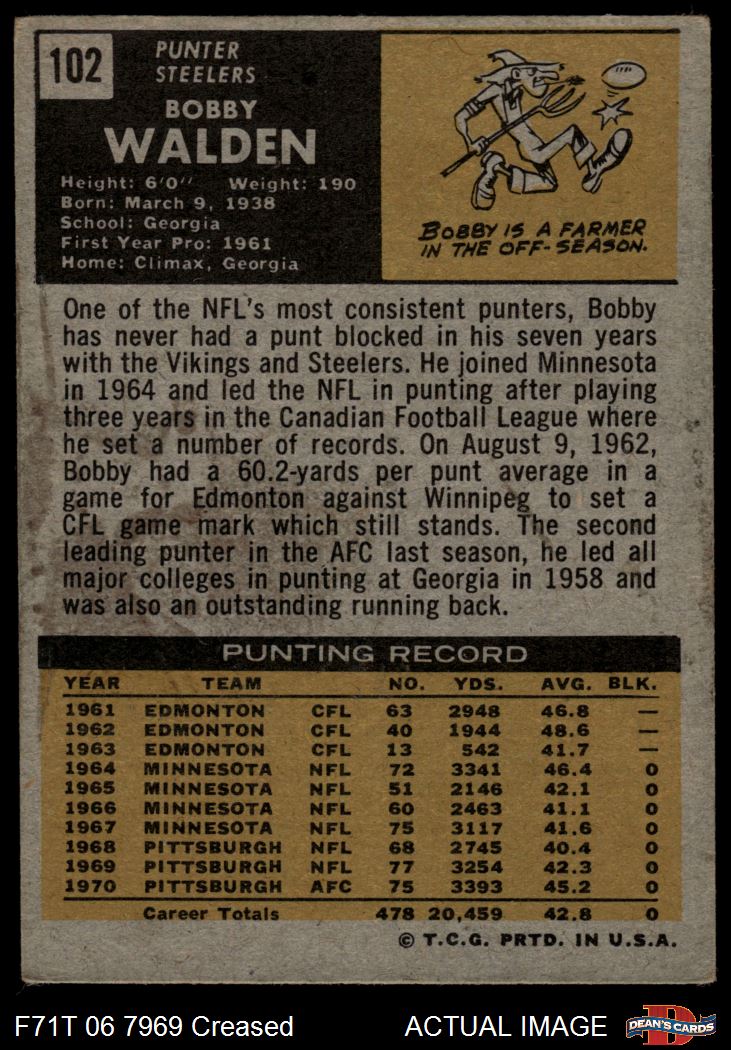 102
PUNTER
STEELERS
BOBBY
WALDEN
Height: 6'0" Weight: 190
Born: March 9, 1938
School: Georgia
First Year Pro: 1961
Home: Climax, Georgia
BOBBY IS A FARMER
IN THE OFF-SEASON.
One of the NFL's most consistent punters, Bobby
has never had a punt blocked in his seven years
with the Vikings and Steelers. He joined Minnesota
in 1964 and led the NFL in punting after playing
three years in the Canadian Football League where
he set a number of records. On August 9, 1962,
Bobby had a 60.2-yards per punt average in a
game for Edmonton against Winnipeg to set a
CFL game mark which still stands. The second
leading punter in the AFC last season, he led all
major colleges in punting at Georgia in 1958 and
was also an outstanding running back.
PUNTING RECORD
YEAR TEAM NO. YDS. AVG. BLK.
1961 EDMONTON CFL 63 2948 46.8 —
1962 EDMONTON CFL 40 1944 48.6 —
1963 EDMONTON CFL 13 542 41.7 —
1964 MINNESOTA NFL 72 3341 46.4 0
1965 MINNESOTA NFL 51 2146 42.1 0
1966 MINNESOTA NFL 60 2463 41.1 0
1967 MINNESOTA NFL 75 3117 41.6 0
1968 PITTSBURGH NFL 68 2745 40.4 0
1969 PITTSBURGH NFL 77 3254 42.3 0
1970 PITTSBURGH AFC 75 3393 45.2 0
Career Totals 478 20,459 42.8 0
© T.C.G. PRTD. IN U.S.A.
F71T 06 7969 Creased ACTUAL IMAGE
D
DEAN'S CARDS